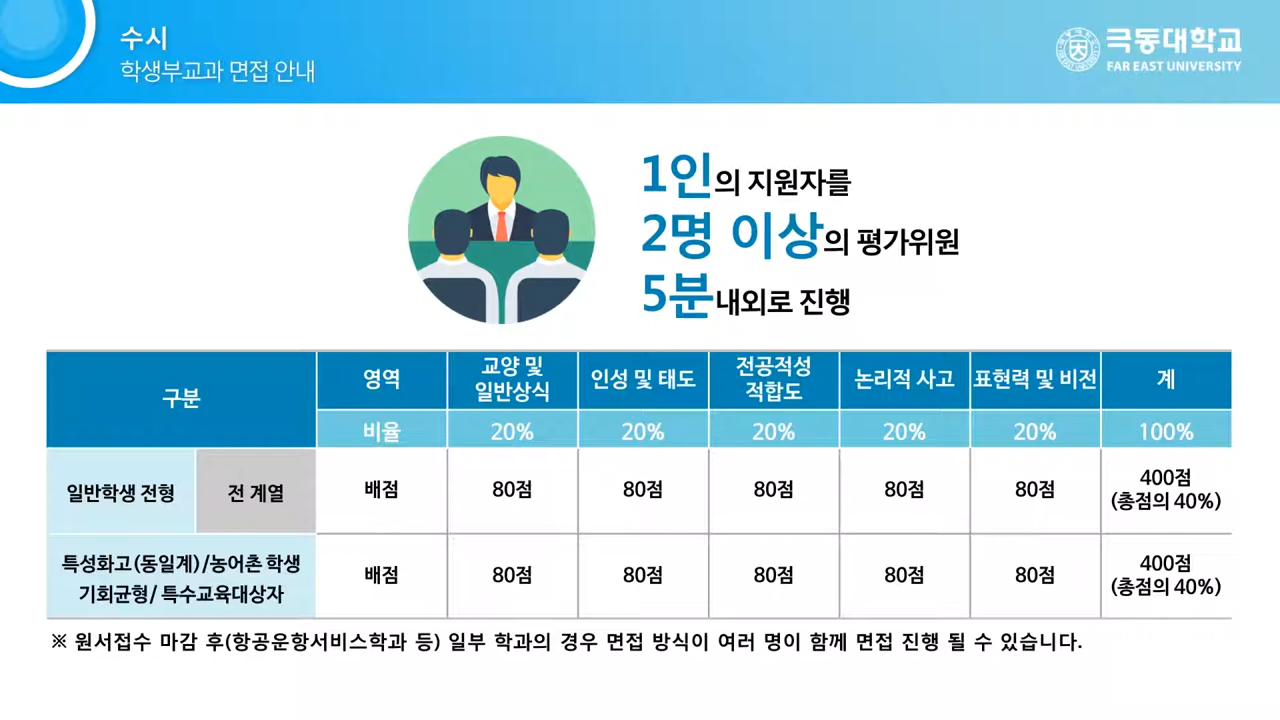 수시
학생부교과 면접 안내
극동대학교
FAR EAST UNIVERSITY
1인의 지원자를
2명 이상의 평가위원
5분내외로 진행
구분
영역
교양 및
일반상식
인성 및 태도
전공적성
적합도
논리적 사고
표현력 및 비전
계
비율
20%
20%
20%
20%
20%
100%
일반학생 전형
전 계열
배점
80점
80점
80점
80점
80점
400점
(총점의 40%)
특성화고(동일계)/농어촌 학생
기회균형/ 특수교육대상자
배점
80점
80점
80점
80점
80점
400점
(총점의 40%)
※ 원서접수 마감 후(항공운항서비스학과 등) 일부 학과의 경우 면접 방식이 여러 명이 함께 면접 진행 될 수 있습니다.